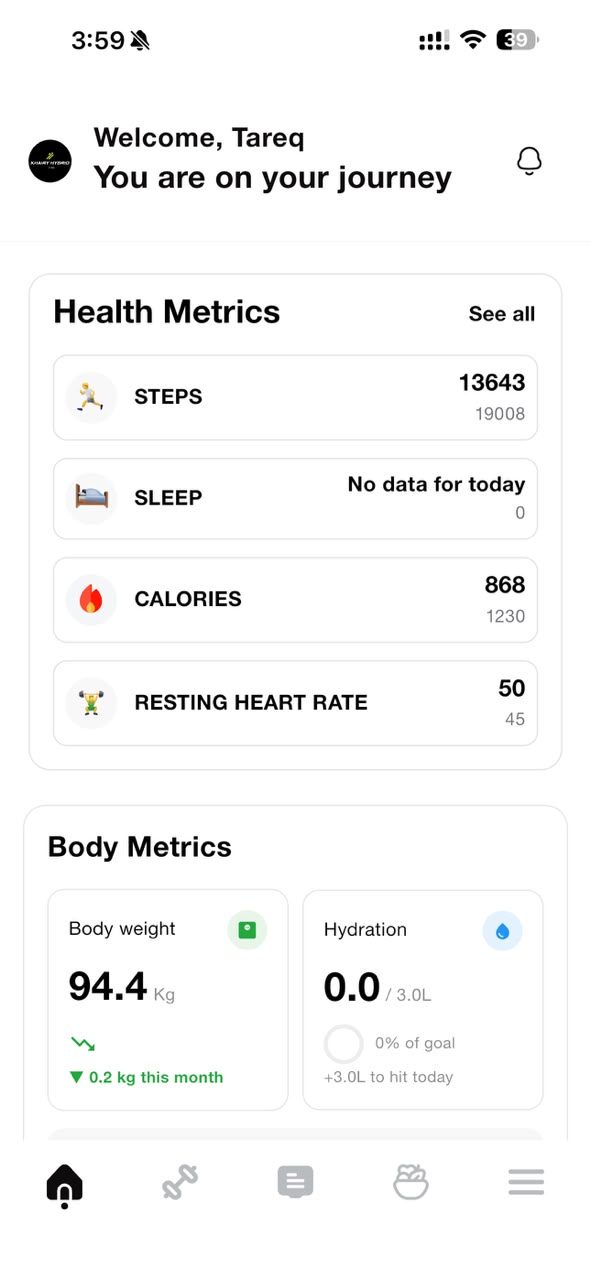 3:59
39
Welcome, Tareq
You are on your journey
Health Metrics
See all
STEPS
13643
19008
SLEEP
No data for today
0
CALORIES
868
1230
RESTING HEART RATE
50
45
Body Metrics
Body weight
94.4 Kg
▼ 0.2 kg this month
Hydration
0.0 / 3.0L
0% of goal
+3.0L to hit today